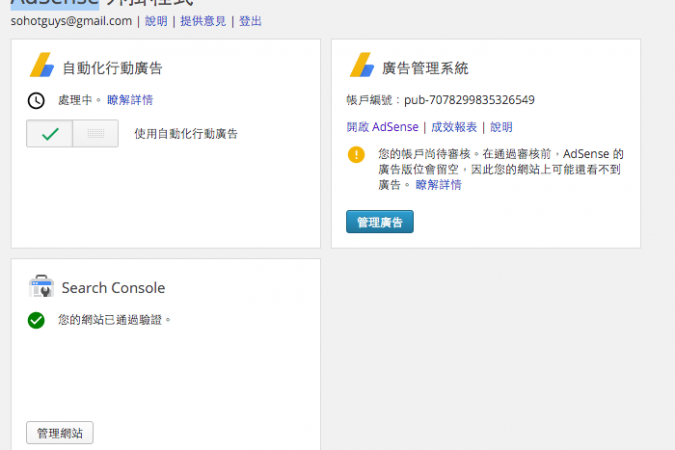 AdSense 外掛程式
sohotguys@gmail.com | 說明 | 提供意見 | 登出
自動化行動廣告
處理中。 瞭解詳情
使用自動化行動廣告
廣告管理系統
帳戶編號：pub-7078299835326549
開啟 AdSense | 成效報表 | 說明
您的帳戶尚待審核。在通過審核前，AdSense 的
廣告版位會留空，因此您的網站上可能還看不到
廣告。 瞭解詳情
管理廣告
Search Console
您的網站已通過驗證。
管理網站